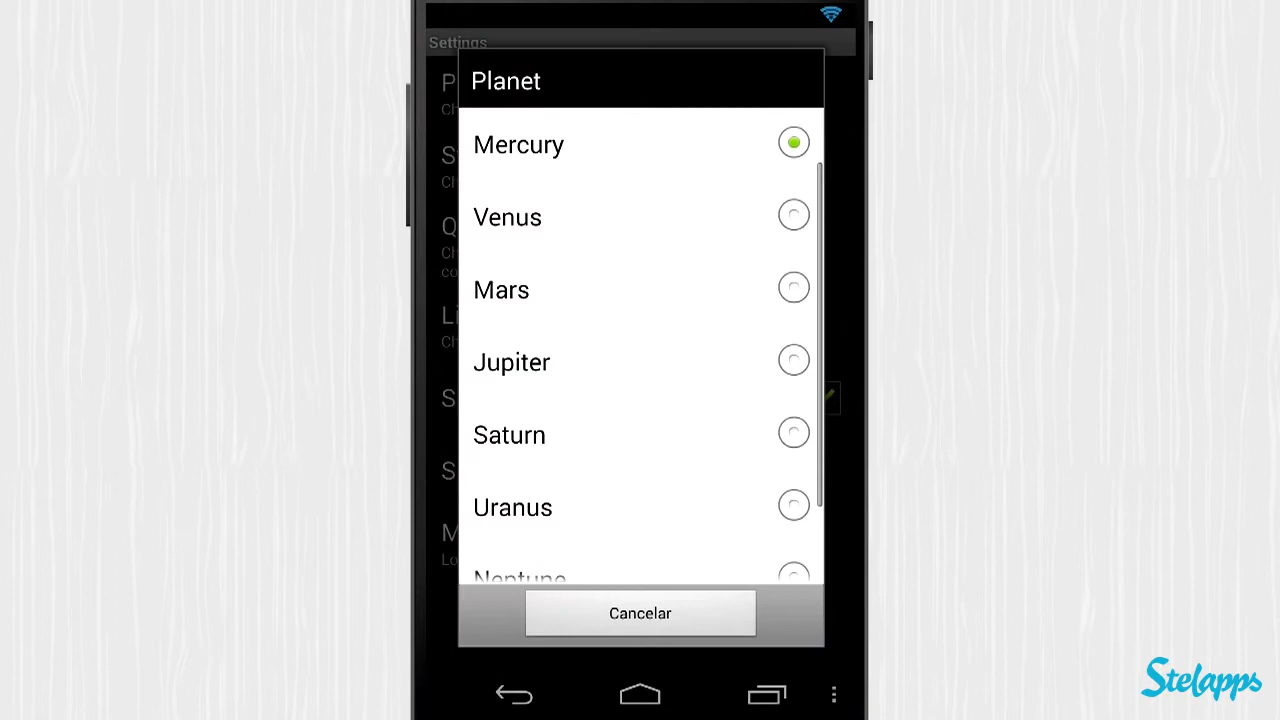 Settings
Planet
Mercury
Venus
Mars
Jupiter
Saturn
Uranus
Neptune
Cancelar
Stelapps